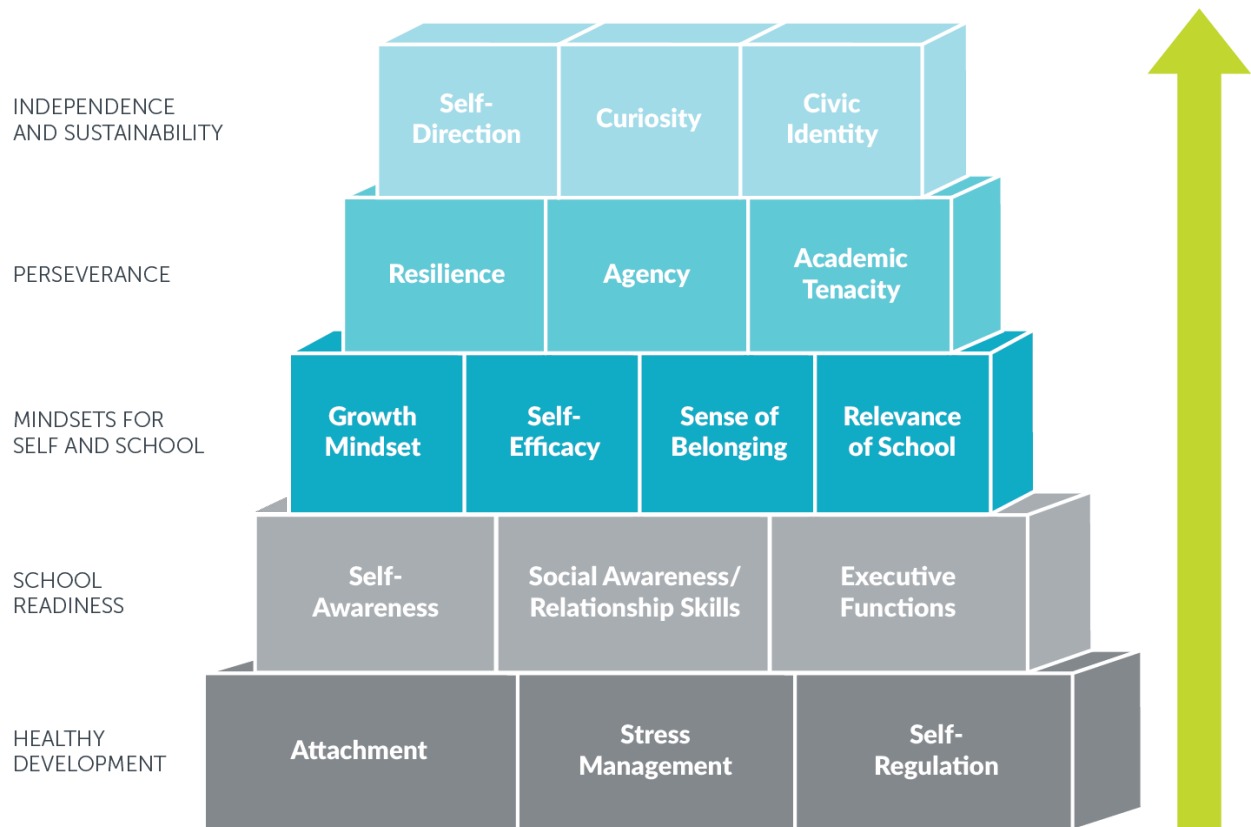 INDEPENDENCE
AND SUSTAINABILITY
Self-
Direction
Curiosity
Civic
Identity
PERSEVERANCE
Resilience
Agency
Academic
Tenacity
MINDSETS FOR
SELF AND SCHOOL
Growth
Mindset
Self-
Efficacy
Sense of
Belonging
Relevance
of School
SCHOOL
READINESS
Self-
Awareness
Social Awareness/
Relationship Skills
Executive
Functions
HEALTHY
DEVELOPMENT
Attachment
Stress
Management
Self-
Regulation